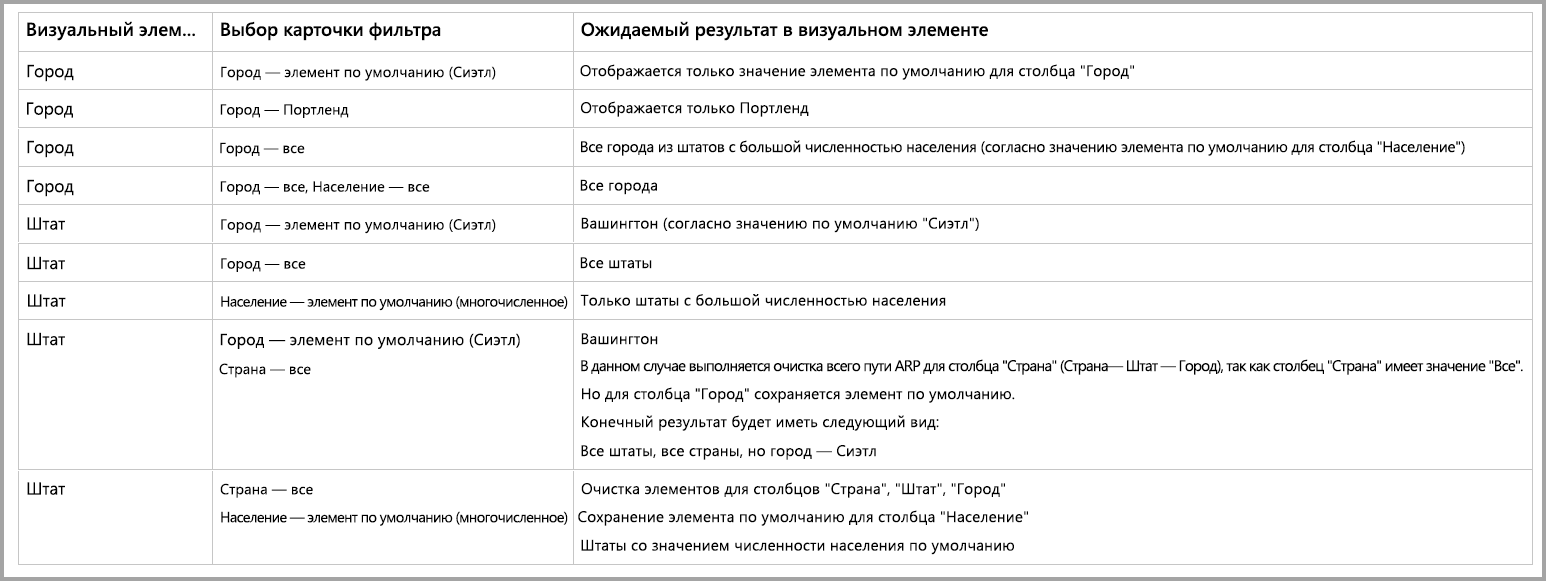 Визуальный элем... Выбор карточки фильтра Ожидаемый результат в визуальном элементе
Город Город — элемент по умолчанию (Сиэтл) Отображается только значение элемента по умолчанию для столбца "Город"
Город Город — Портленд Отображается только Портленд
Город Город — все Все города из штатов с большой численностью населения (согласно значению элемента по умолчанию для столбца "Население")
Город Город — все, Население — все Все города
Штат Город — элемент по умолчанию (Сиэтл) Вашингтон (согласно значению по умолчанию "Сиэтл")
Штат Город — все Все штаты
Штат Население — элемент по умолчанию (многочисленное) Только штаты с большой численностью населения
Штат Город — элемент по умолчанию (Сиэтл) Вашингтон
Страна — все В данном случае выполняется очистка всего пути ARP для столбца "Страна" (Страна— Штат — Город), так как столбец "Страна" имеет значение "Все".
Но для столбца "Город" сохраняется элемент по умолчанию.
Конечный результат будет иметь следующий вид:
Все штаты, все страны, но город — Сиэтл
Штат Страна — все Очистка элементов для столбцов "Страна", "Штат", "Город"
Население — элемент по умолчанию (многочисленное) Сохранение элемента по умолчанию для столбца "Население"
Штаты со значением численности населения по умолчанию